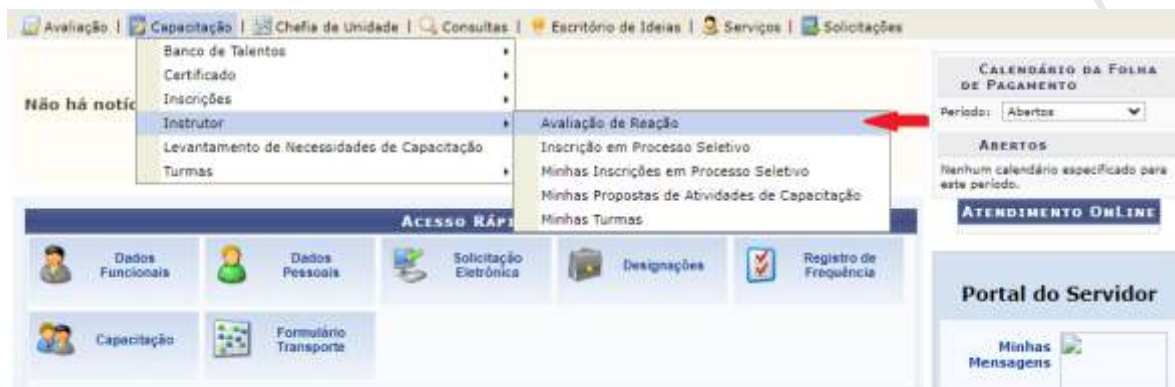 Avaliação | Capacitação | Chefia de Unidade | Consultas | Escritório de Ideias | Serviços | Solicitações
Banco de Talentos
Certificado
Inscrições
Instrutor
Levantamento de Necessidades de Capacitação
Turmas
Avaliação de Reação
Inscrição em Processo Seletivo
Minhas Inscrições em Processo Seletivo
Minhas Propostas de Atividades de Capacitação
Minhas Turmas
Não há notíc
CALENDÁRIO DA FOLHA
DE PAGAMENTO
Período: Abertos
ABERTOS
Nenhum calendário especificado para
este período.
ATENDIMENTO ONLINE
ACESSO RÁPI
Dados
Funcionais
Dados
Pessoais
Solicitação
Eletrônica
Designações
Registro de
Frequência
Capacitação
Formulário
Transporte
Portal do Servidor
Minhas
Mensagens